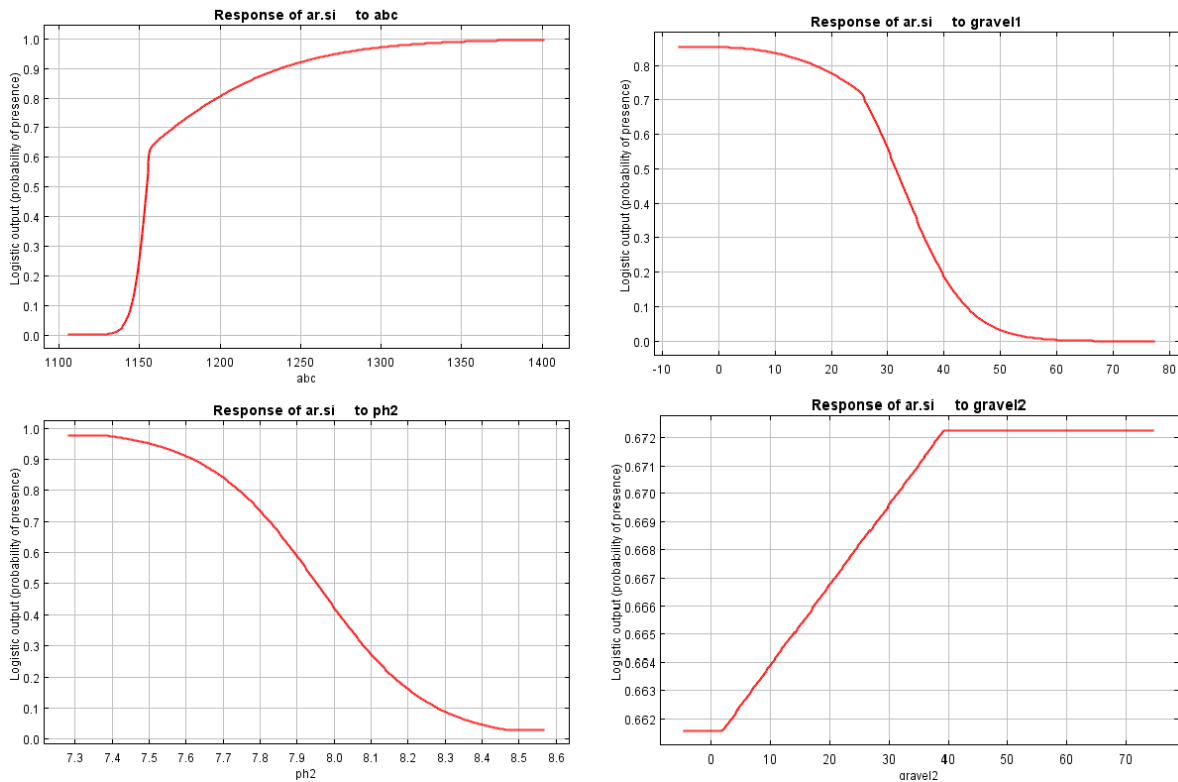 Response of ar.si to abc
Logistic output (probability of presence)
1.0
0.9
0.8
0.7
0.6
0.5
0.4
0.3
0.2
0.1
0.0
1100 1150 1200 1250 1300 1350 1400
abc
Response of ar.si to gravel1
Logistic output (probability of presence)
0.8
0.7
0.6
0.5
0.4
0.3
0.2
0.1
0.0
-10 0 10 20 30 40 50 60 70 80
Response of ar.si to ph2
Logistic output (probability of presence)
1.0
0.9
0.8
0.7
0.6
0.5
0.4
0.3
0.2
0.1
0.0
7.3 7.4 7.5 7.6 7.7 7.8 7.9 8.0 8.1 8.2 8.3 8.4 8.5 8.6
ph2
Response of ar.si to gravel2
Logistic output (probability of presence)
0.672
0.671
0.670
0.669
0.668
0.667
0.666
0.665
0.664
0.663
0.662
0 10 20 30 40 50 60 70
gravel2